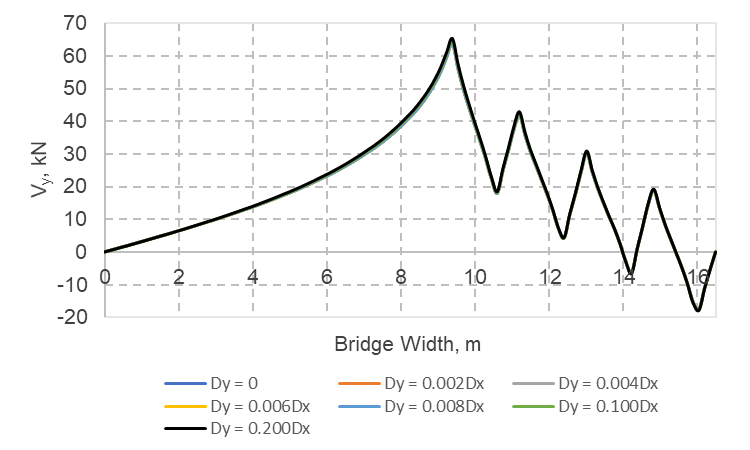 70
60
50
40
30
20
10
0
-10
-20
Vy, kN
0 2 4 6 8 10 12 14 16
Bridge Width, m
Dy = 0 Dy = 0.002Dx Dy = 0.004Dx
Dy = 0.006Dx Dy = 0.008Dx Dy = 0.100Dx
Dy = 0.200Dx